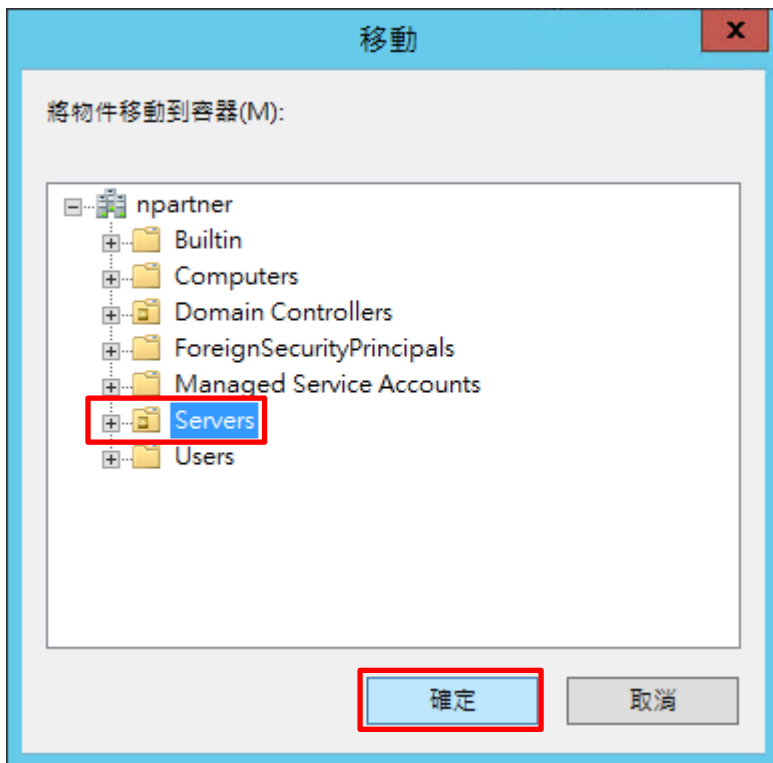 移動
x
將物件移動到容器(M):
npartner
Builtin
Computers
Domain Controllers
ForeignSecurityPrincipals
Managed Service Accounts
Servers
Users
確定
取消